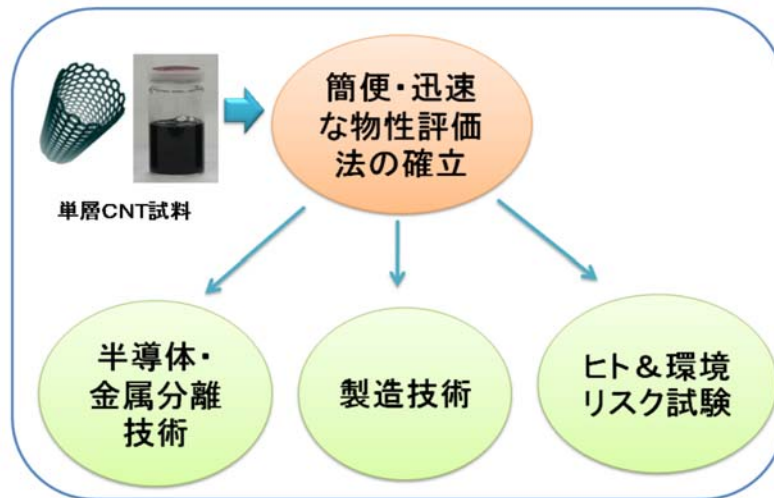 簡便・迅速
な物性評価
法の確立
単層CNT試料
半導体・
金属分離
技術
製造技術
ヒト＆環境
リスク試験